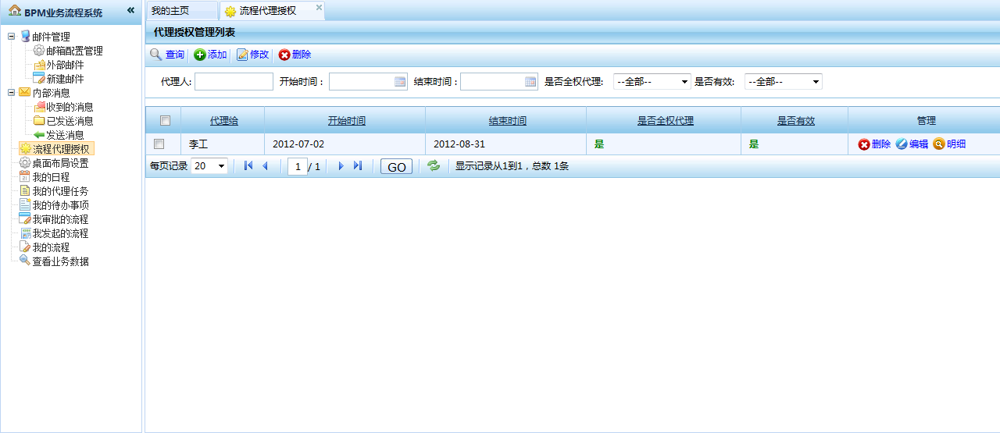 BPM业务流程系统
邮件管理
邮箱配置管理
外部邮件
新建邮件
内部消息
收到的消息
已发送消息
发送消息
流程代理授权
桌面布局设置
我的日程
我的代理任务
我的待办事项
我审批的流程
我发起的流程
我的流程
查看业务数据
我的主页 流程代理授权
代理授权管理列表
查询 添加 修改 删除
代理人: 开始时间： 结束时间： 是否全权代理: --全部-- 是否有效: --全部--
代理给 开始时间 结束时间 是否全权代理 是否有效 管理
李工 2012-07-02 2012-08-31 是 是 删除 编辑 明细
每页记录 20 1 / 1 GO 显示记录从1到1，总数 1条